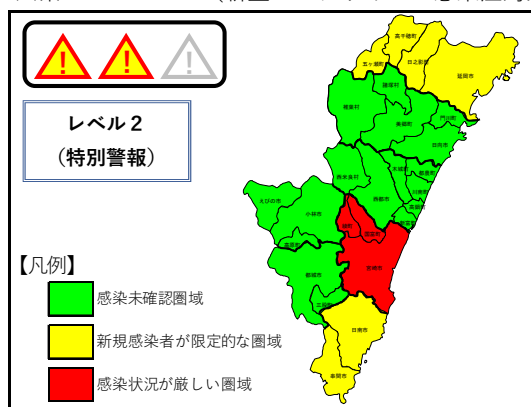 レベル２
（特別警報）
高千穂町
日之影町
五ヶ瀬町
延岡市
諸塚村
椎葉村
門川町
美郷町
日向市
西米良村
木城町
都農町
川南町
西都市
高鍋町
新富町
えびの市
小林市
綾町
国富町
高原町
宮崎市
都城市
三股町
日南市
串間市
【凡例】
感染未確認圏域
新規感染者が限定的な圏域
感染状況が厳しい圏域